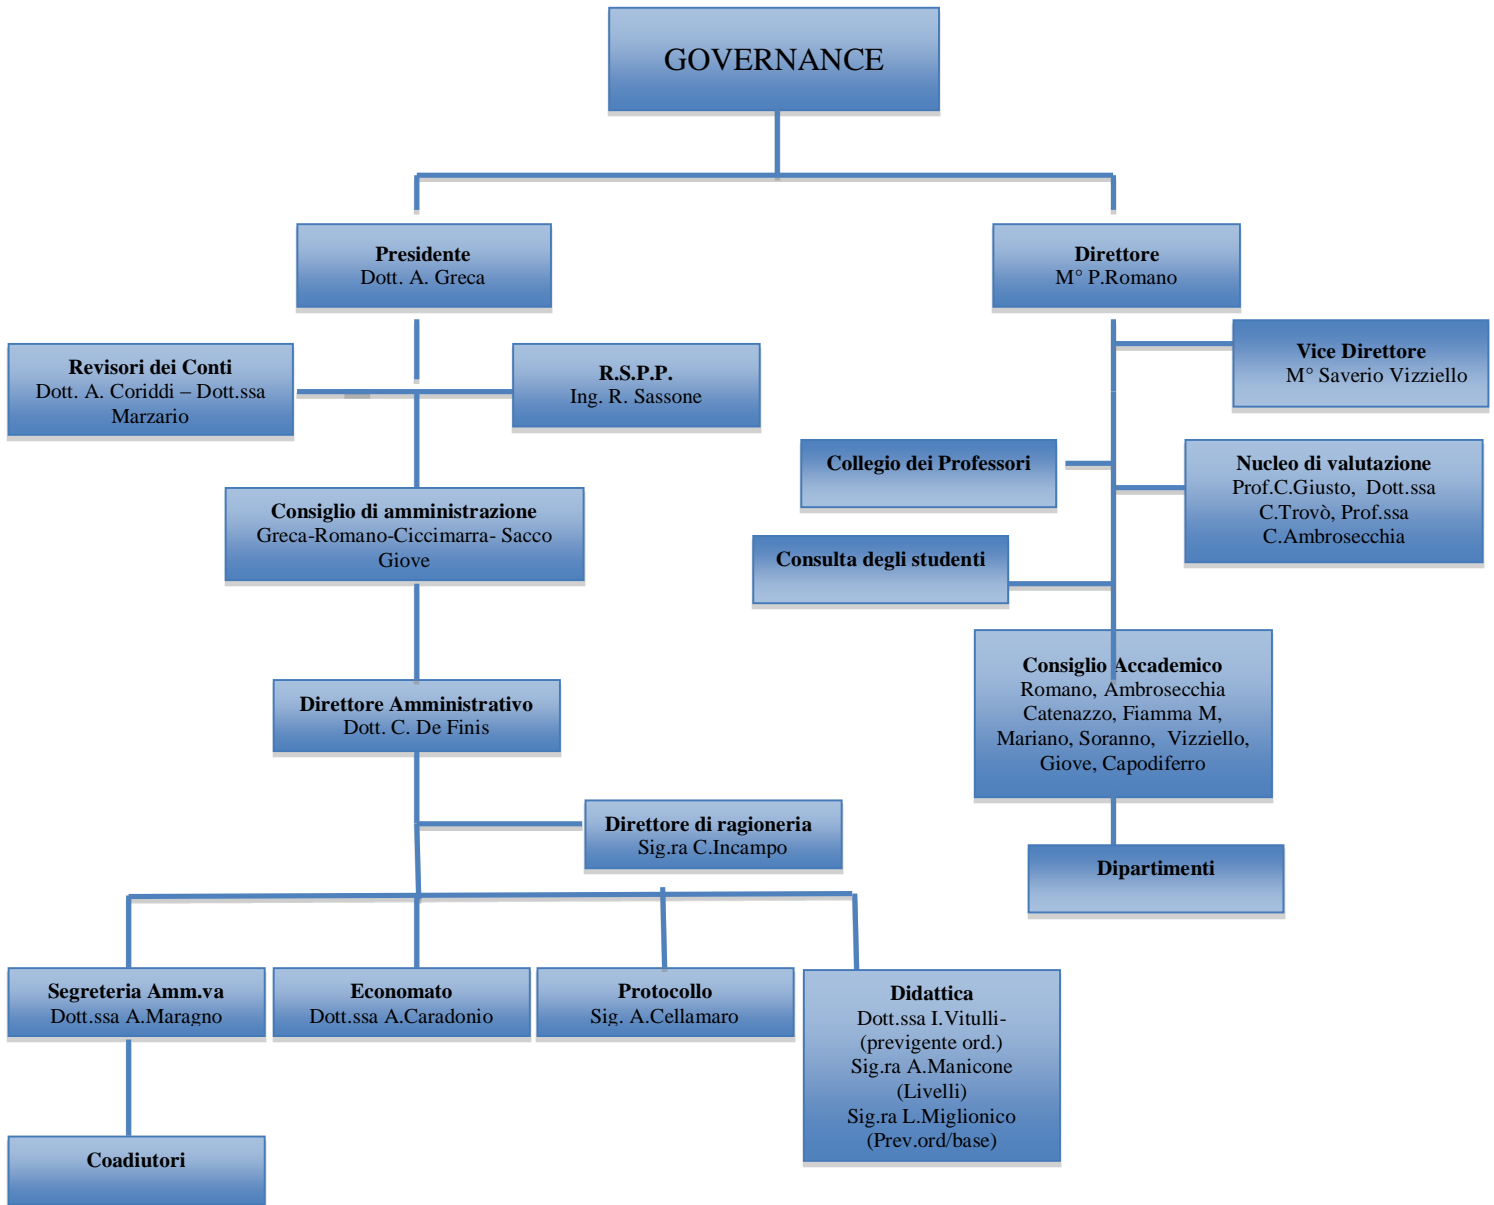 GOVERNANCE
Presidente
Dott. A. Greca
Direttore
M° P.Romano
Revisori dei Conti
Dott. A. Coriddi – Dott.ssa
Marzario
R.S.P.P.
Ing. R. Sassone
Vice Direttore
M° Saverio Vizziello
Collegio dei Professori
Nucleo di valutazione
Prof.C.Giusto, Dott.ssa
C.Trovò, Prof.ssa
C.Ambrosecchia
Consiglio di amministrazione
Greca-Romano-Ciccimarra- Sacco
Giove
Consulta degli studenti
Consiglio Accademico
Romano, Ambrosecchia
Catenazzo, Fiamma M,
Mariano, Soranno, Vizziello,
Giove, Capodiferro
Direttore Amministrativo
Dott. C. De Finis
Direttore di ragioneria
Sig.ra C.Incampo
Dipartimenti
Segreteria Amm.va
Dott.ssa A.Maragno
Economato
Dott.ssa A.Caradonio
Protocollo
Sig. A.Cellamaro
Didattica
Dott.ssa I.Vitulli-
(previgente ord.)
Sig.ra A.Manicone
(Livelli)
Sig.ra L.Miglionico
(Prev.ord/base)
Coadiutori